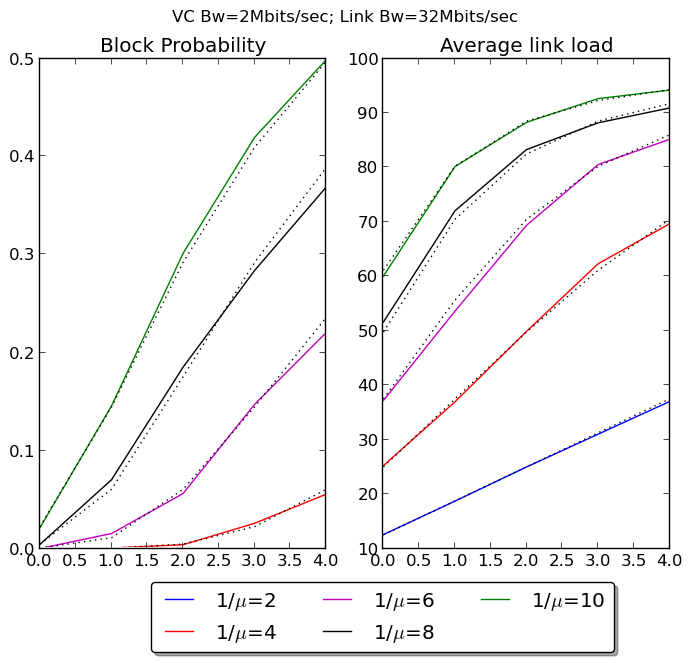 VC Bw=2Mbits/sec; Link Bw=32Mbits/sec
Block Probability
Average link load
0.5
0.4
0.3
0.2
0.1
0.0
0.0 0.5 1.0 1.5 2.0 2.5 3.0 3.5 4.0
100
90
80
70
60
50
40
30
20
10
0.0 0.5 1.0 1.5 2.0 2.5 3.0 3.5 4.0
1/μ=2 1/μ=6 1/μ=10
1/μ=4 1/μ=8